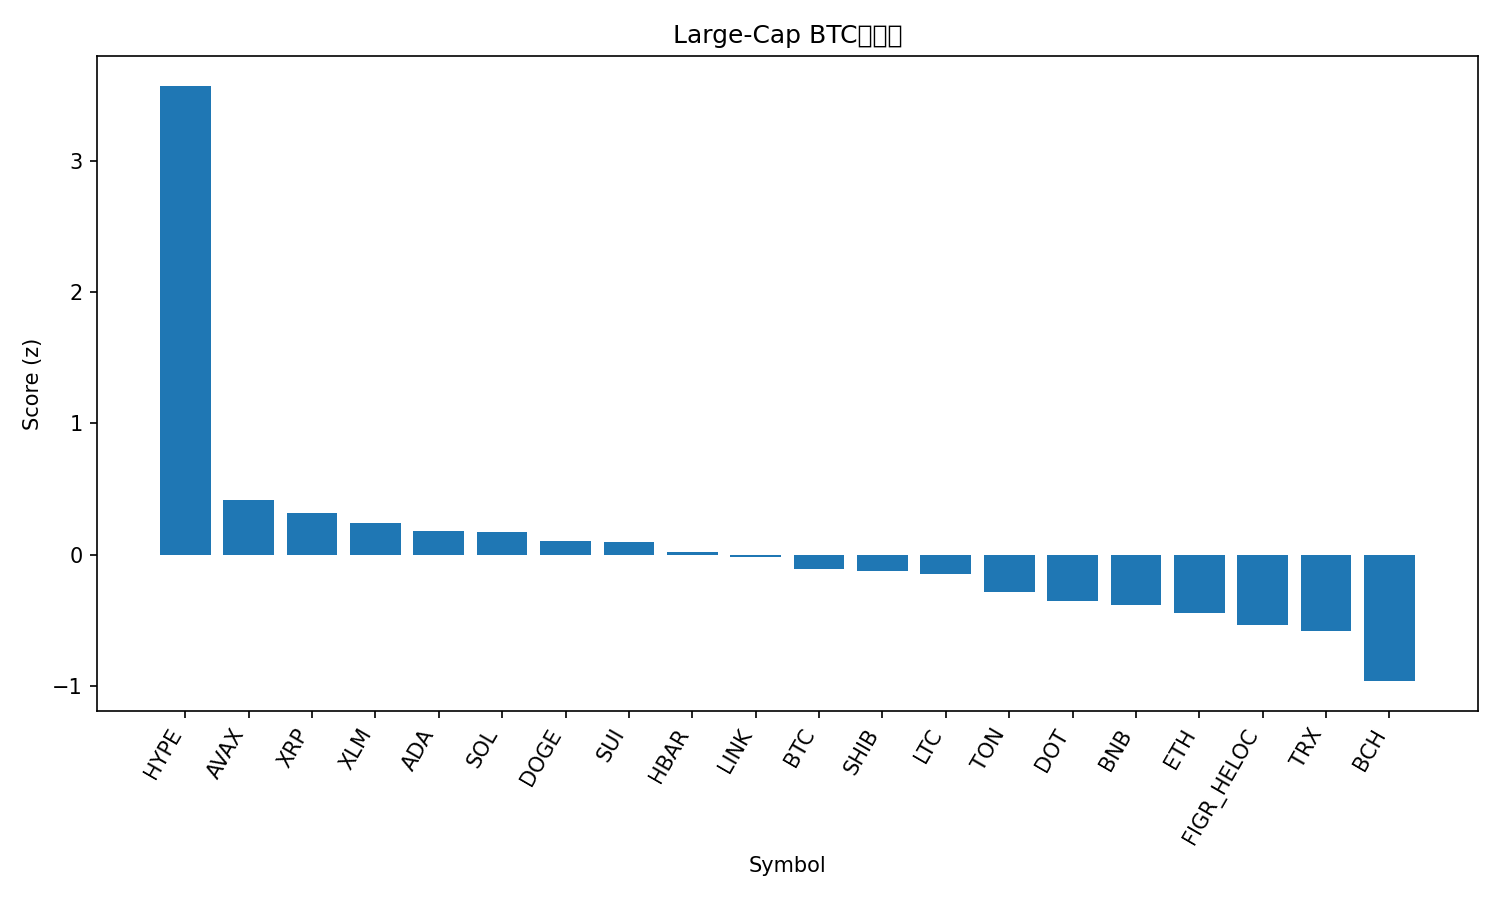 Large-Cap BTC
Score (z)
3
2
1
0
−1
HYPE
AVAX
XRP
XLM
ADA
SOL
DOGE
SUI
HBAR
LINK
BTC
SHIB
LTC
TON
DOT
BNB
ETH
FIGR_HELOC
TRX
BCH
Symbol